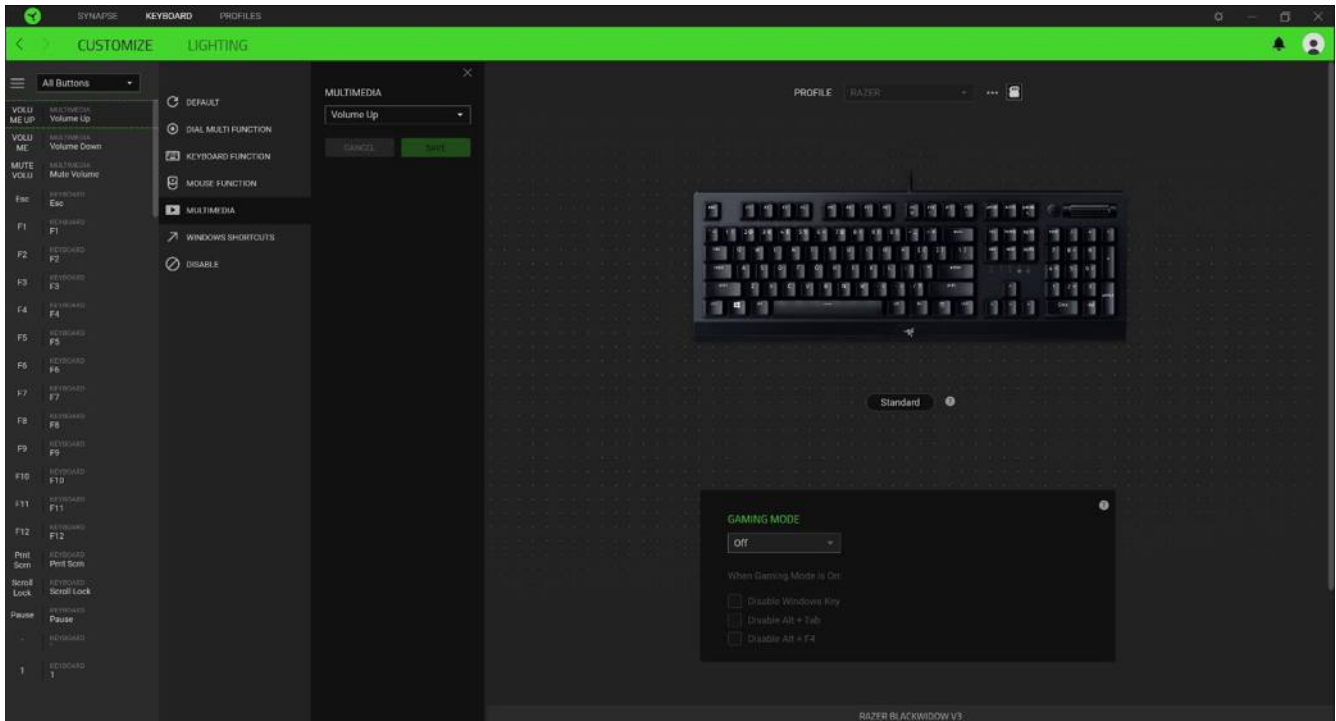 SYNAPSE KEYBOARD PROFILES
CUSTOMIZE LIGHTING
All Buttons
VOLU
ME UP
MULTIMEDIA
Volume Up
VOLU
ME
MULTIMEDIA
Volume Down
MUTE
VOLU
MULTIMEDIA
Mute Volume
Esc
KEYBOARD
Esc
F1
KEYBOARD
F1
F2
KEYBOARD
F2
F3
KEYBOARD
F3
F4
KEYBOARD
F4
F5
KEYBOARD
F5
F6
KEYBOARD
F6
F7
KEYBOARD
F7
F8
KEYBOARD
F8
F9
KEYBOARD
F9
F10
KEYBOARD
F10
F11
KEYBOARD
F11
F12
KEYBOARD
F12
Prnt
Scrn
KEYBOARD
Prnt Scrn
Scroll
Lock
KEYBOARD
Scroll Lock
Pause
KEYBOARD
Pause
KEYBOARD
1
KEYBOARD
1
DEFAULT
DIAL MULTI FUNCTION
KEYBOARD FUNCTION
MOUSE FUNCTION
MULTIMEDIA
WINDOWS SHORTCUTS
DISABLE
MULTIMEDIA
Volume Up
CANCEL SAVE
PROFILE RAZER
Standard
GAMING MODE
Off
When Gaming Mode is On:
Disable Windows Key
Disable Alt + Tab
Disable Alt + F4
RAZER BLACKWIDOW V3